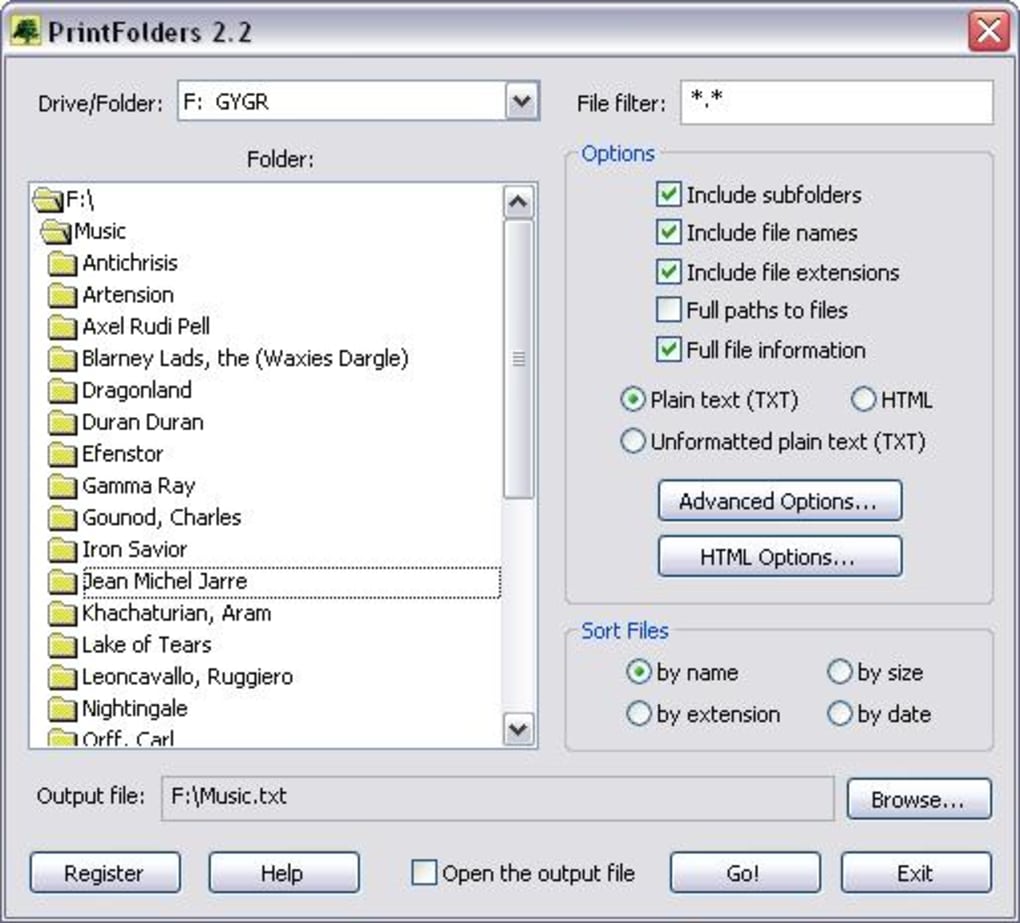 PrintFolders 2.2
Drive/Folder: F: GYGR
File filter: *.*
Folder:
F:\
Music
Antichrisis
Artension
Axel Rudi Pell
Blarney Lads, the (Waxies Dargle)
Dragonland
Duran Duran
Efenstor
Gamma Ray
Gounod, Charles
Iron Savior
Jean Michel Jarre
Khachaturian, Aram
Lake of Tears
Leoncavallo, Ruggiero
Nightingale
Orff, Carl
Options
Include subfolders
Include file names
Include file extensions
Full paths to files
Full file information
Plain text (TXT) HTML
Unformatted plain text (TXT)
Advanced Options...
HTML Options...
Sort Files
by name by size
by extension by date
Output file: F:\Music.txt Browse...
Register Help Open the output file Go! Exit